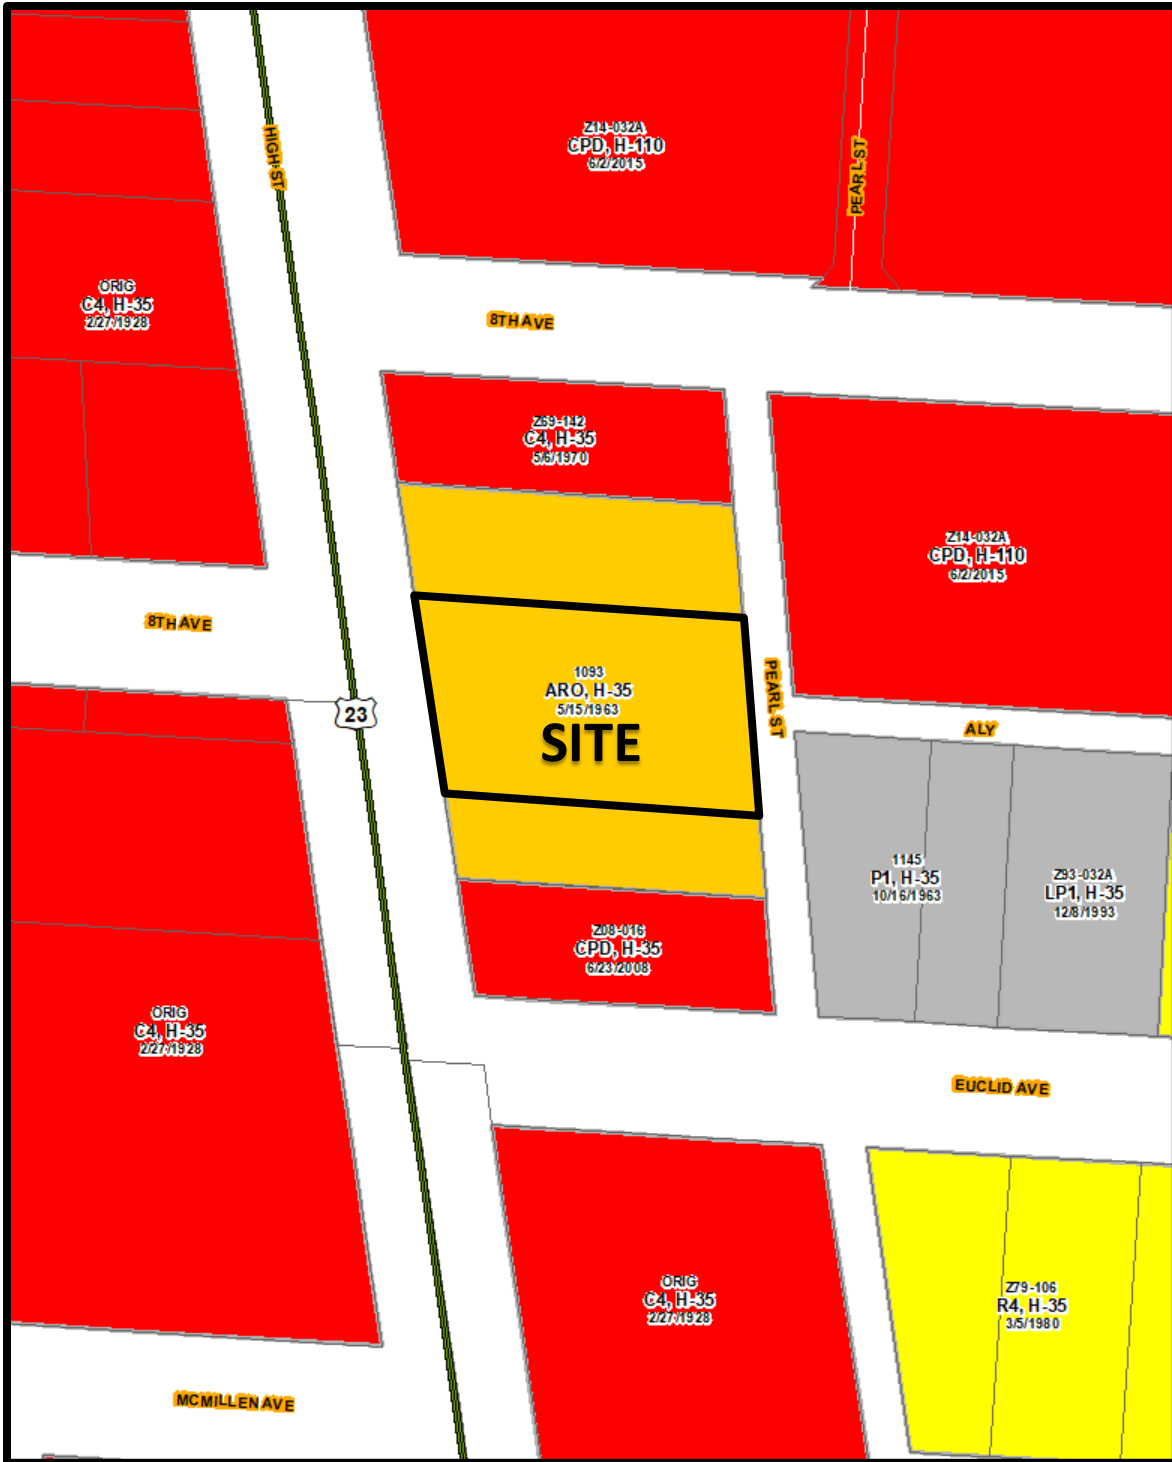 Z14-032A
CPD, H-110
6/2/2015
HIGH ST
PEARL ST
ORIG
C4, H-35
2/27/1928
8TH AVE
Z69-142
C4, H-35
5/6/1970
Z14-032A
CPD, H-110
6/2/2015
8TH AVE
1093
ARO, H-35
5/15/1963
SITE
PEARL ST
23
ALY
1145
P1, H-35
10/16/1963
Z93-032A
LP1, H-35
12/8/1993
Z08-016
CPD, H-35
6/23/2008
ORIG
C4, H-35
2/27/1928
EUCLID AVE
ORIG
C4, H-35
2/27/1928
Z79-106
R4, H-35
3/5/1980
MCMILLEN AVE